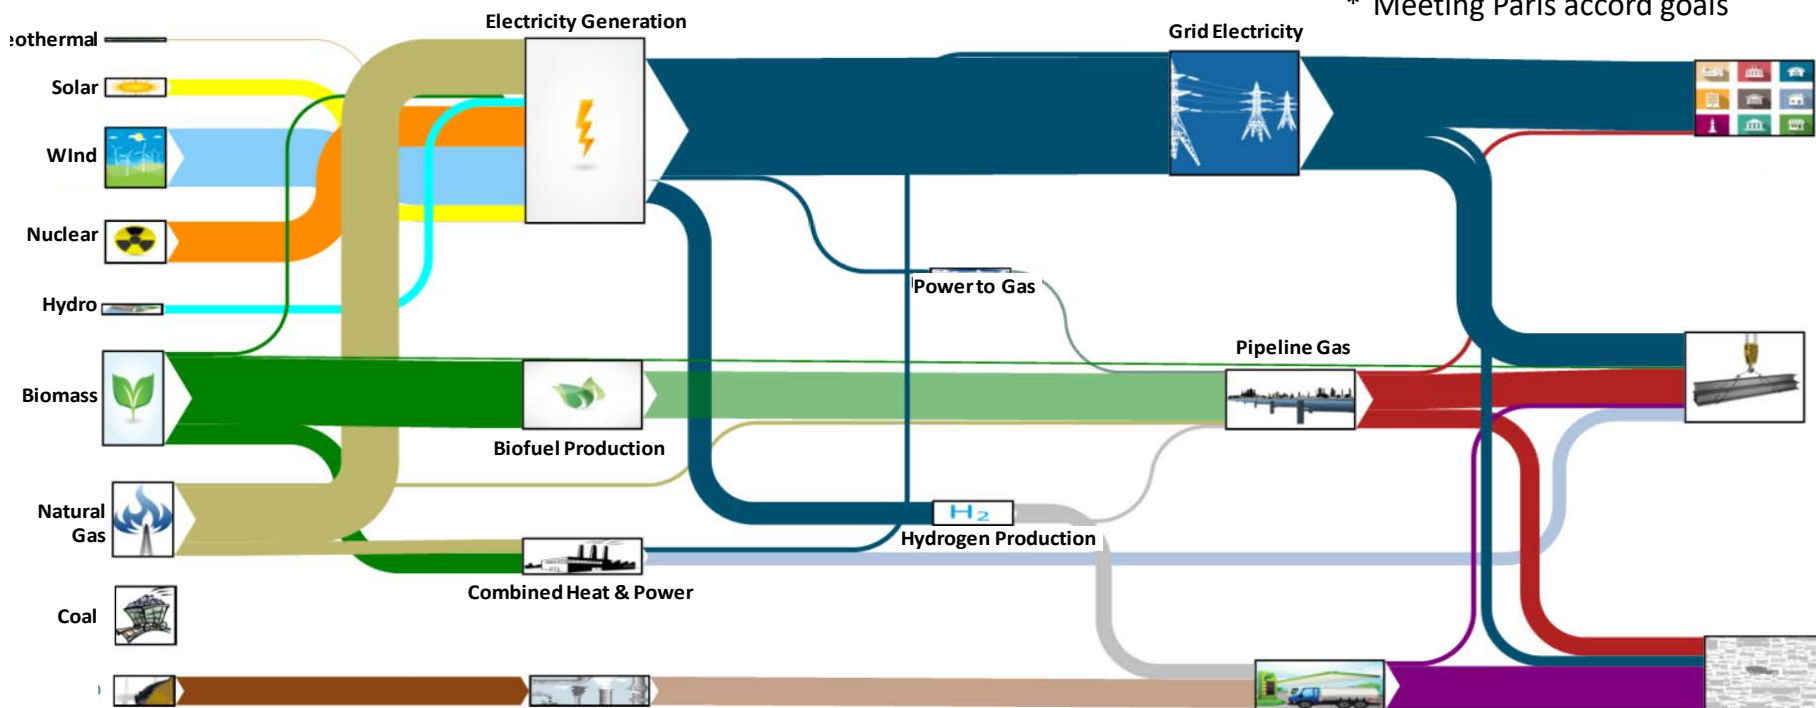 * Meeting Paris accord goals
Electricity Generation
Grid Electricity
eothermal
Solar
WInd
Nuclear
Hydro
Power to Gas
Pipeline Gas
Biomass
Biofuel Production
Natural
Gas
H2
Hydrogen Production
Combined Heat & Power
Coal